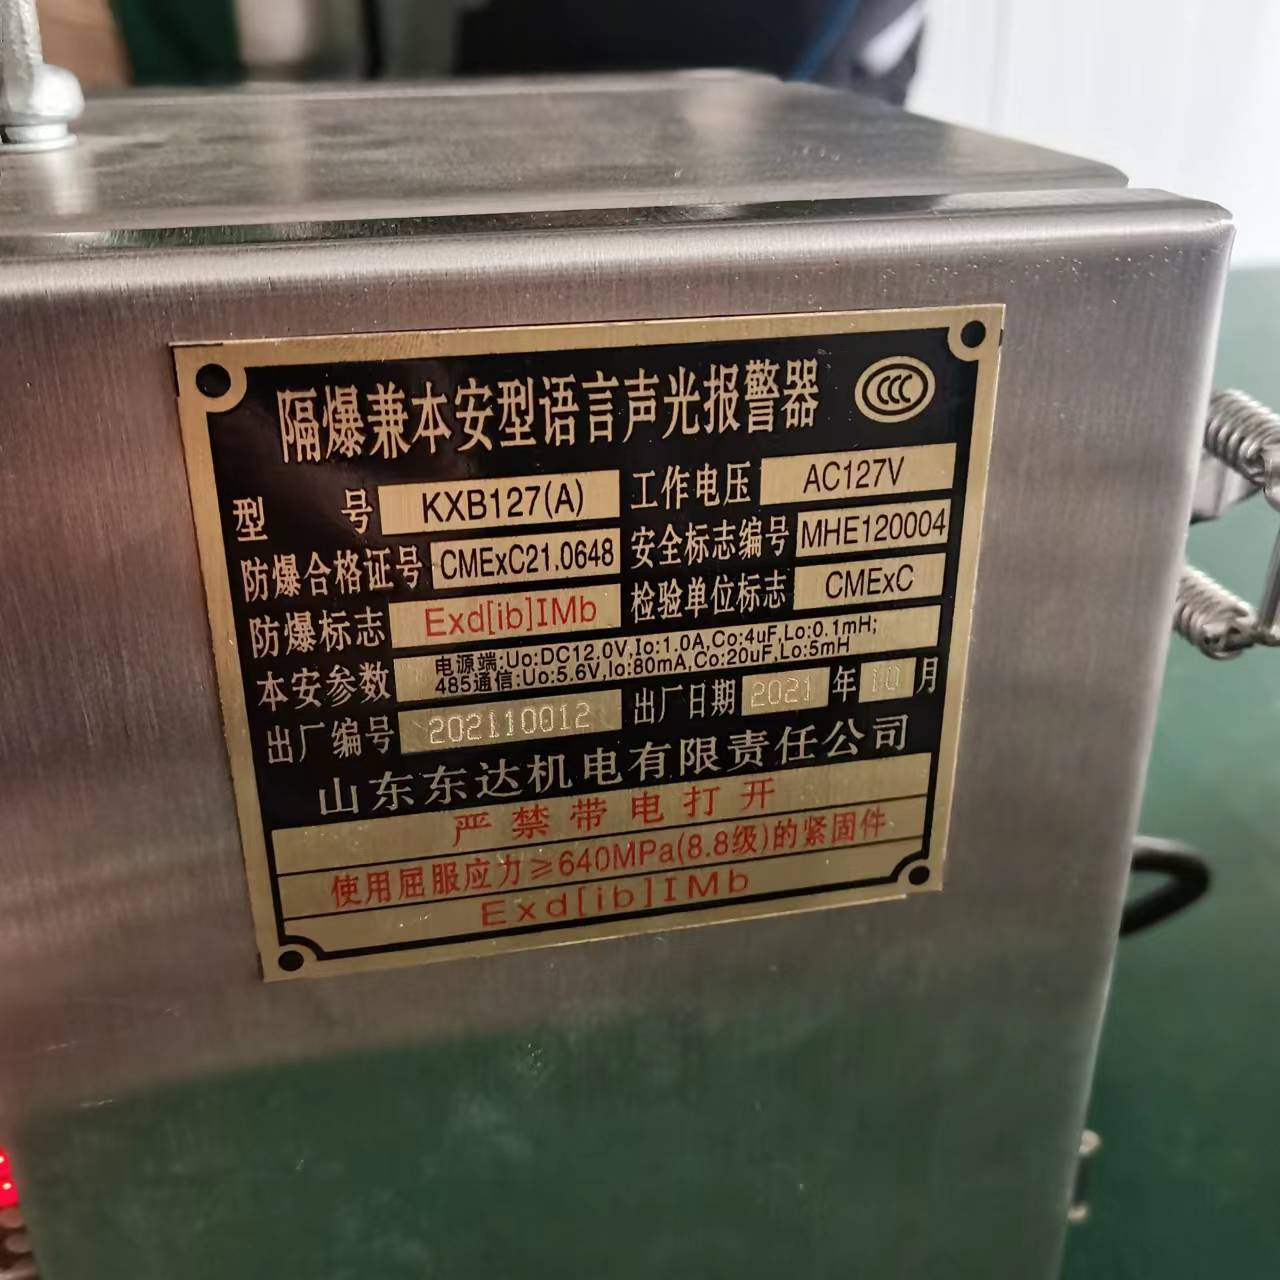 隔爆兼本安型语言声光报警器 CCC
型 号 KXB127(A) 工作电压 AC127V
防爆合格证号 CMExC21.0648 安全标志编号 MHE120004
防爆标志 Exd[ib]IMb 检验单位标志 CMExC
本安参数 电源端:Uo:DC12.0V,Io:1.0A,Co:4uF,Lo:0.1mH;
485通信:Uo:5.6V,Io:80mA,Co:20uF,Lo:5mH
出厂编号 202110012 出厂日期 2021 年 10 月
山东东达机电有限责任公司
严禁带电打开
使用屈服应力≥640MPa(8.8级)的紧固件
Exd[ib]IMb